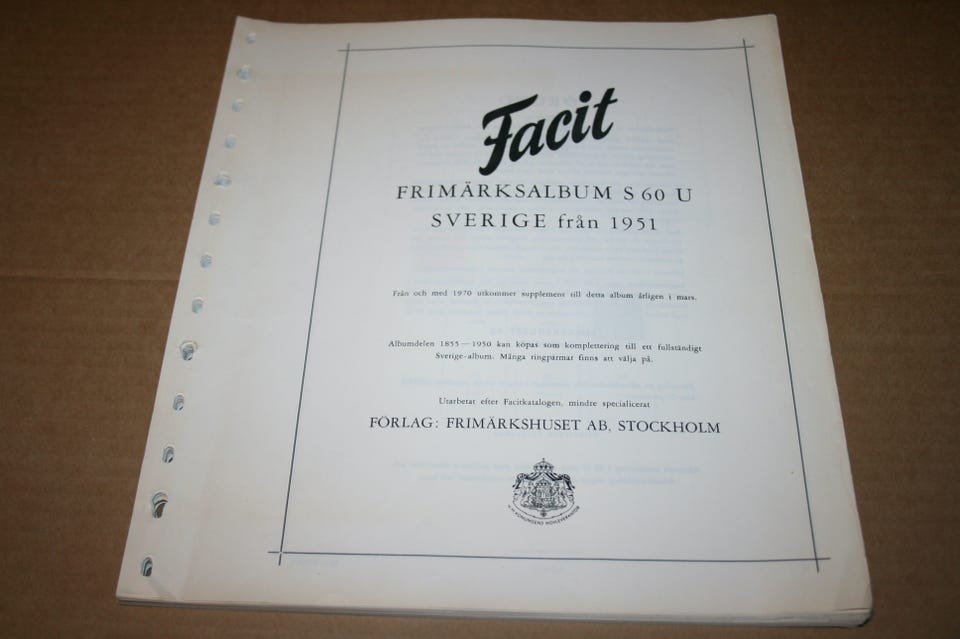 Facit
FRIMÄRKSALBUM S 60 U
SVERIGE från 1951
Från och med 1970 utkommer supplement till detta album årligen i mars.
Albumdelen 1855—1950 kan köpas som komplettering till ett fullständigt
Sverige-album. Många ringpärmar finns att välja på.
Utarbetat efter Facitkatalogen, mindre specialicerat
FÖRLAG: FRIMÄRKSHUSET AB, STOCKHOLM
H.M. KONUNGENS HOVLEVERANTÖR